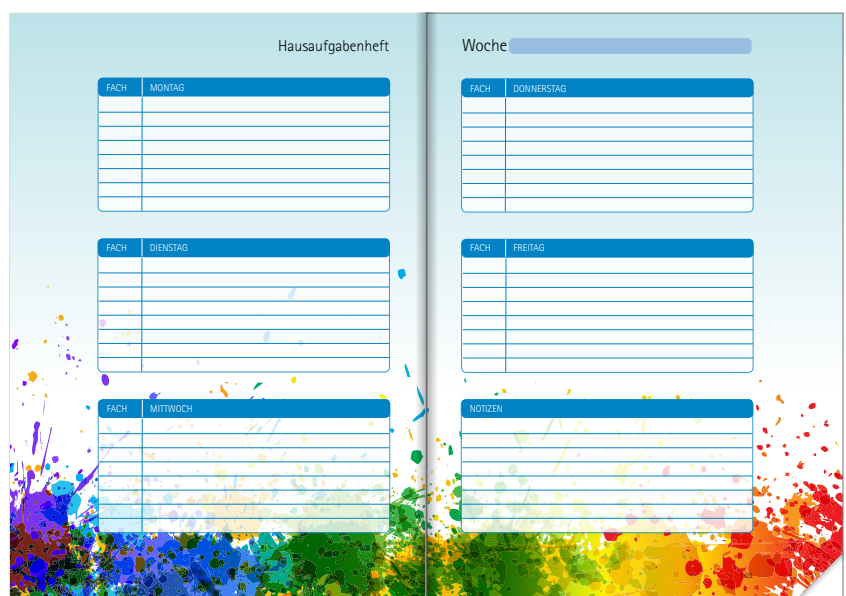 Hausaufgabenheft
FACH MONTAG
FACH DIENSTAG
FACH MITTWOCH
Woche
FACH DONNERSTAG
FACH FREITAG
NOTIZEN